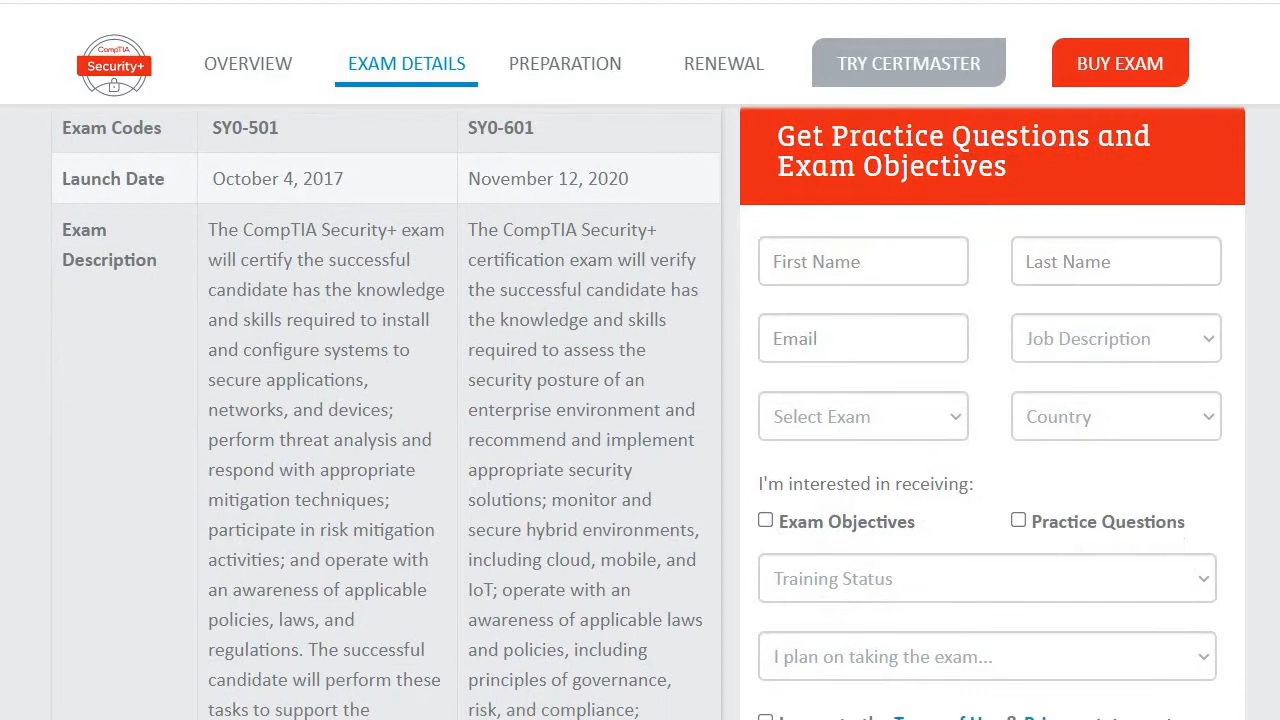 CompTIA
Security+
OVERVIEW
EXAM DETAILS
PREPARATION
RENEWAL
TRY CERTMASTER
BUY EXAM
Exam Codes
SY0-501
SY0-601
Launch Date
October 4, 2017
November 12, 2020
Exam
Description
The CompTIA Security+ exam
will certify the successful
candidate has the knowledge
and skills required to install
and configure systems to
secure applications,
networks, and devices;
perform threat analysis and
respond with appropriate
mitigation techniques;
participate in risk mitigation
activities; and operate with
an awareness of applicable
policies, laws, and
regulations. The successful
candidate will perform these
tasks to support the
The CompTIA Security+
certification exam will verify
the successful candidate has
the knowledge and skills
required to assess the
security posture of an
enterprise environment and
recommend and implement
appropriate security
solutions; monitor and
secure hybrid environments,
including cloud, mobile, and
IoT; operate with an
awareness of applicable laws
and policies, including
principles of governance,
risk, and compliance;
Get Practice Questions and
Exam Objectives
First Name
Last Name
Email
Job Description
Select Exam
Country
I'm interested in receiving:
Exam Objectives
Practice Questions
Training Status
I plan on taking the exam...